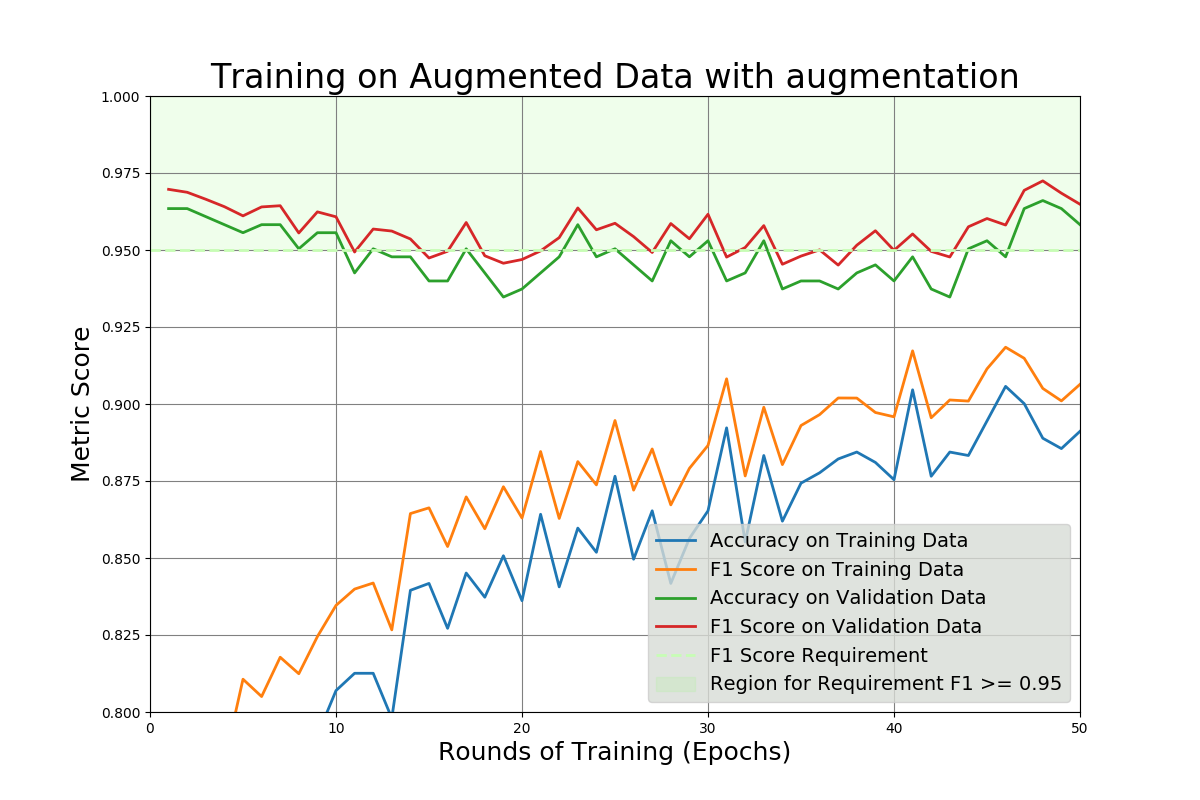 Training on Augmented Data with augmentation
Metric Score
1.000
0.975
0.950
0.925
0.900
0.875
0.850
0.825
0.800
Accuracy on Training Data
F1 Score on Training Data
Accuracy on Validation Data
F1 Score on Validation Data
F1 Score Requirement
Region for Requirement F1 >= 0.95
0 10 20 30 40 50
Rounds of Training (Epochs)